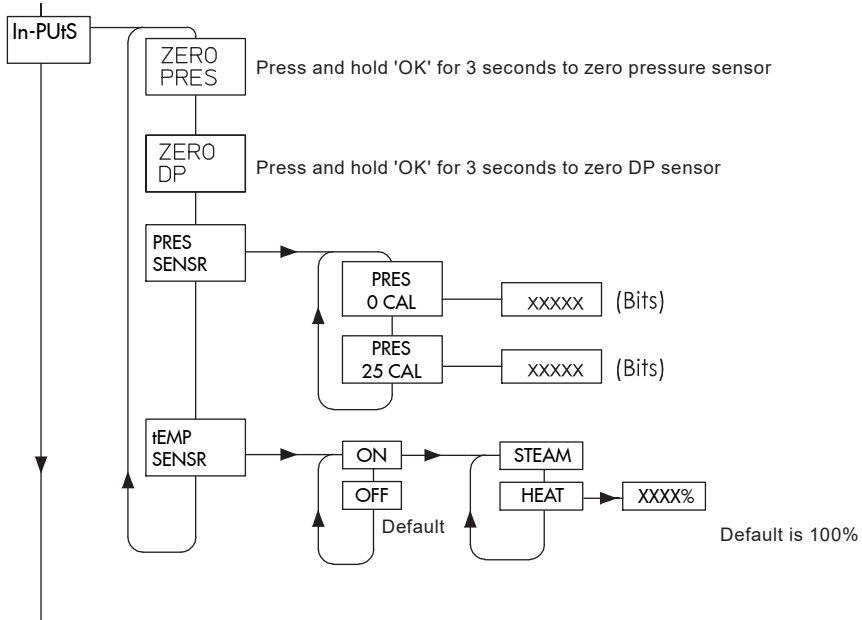 In-PUtS
ZERO
PRES
Press and hold 'OK' for 3 seconds to zero pressure sensor
ZERO
DP
Press and hold 'OK' for 3 seconds to zero DP sensor
PRES
SENSR
PRES
0 CAL
XXXXX
(Bits)
PRES
25 CAL
XXXXX
(Bits)
tEMP
SENSR
ON
OFF
Default
STEAM
HEAT
XXXX%
Default is 100%